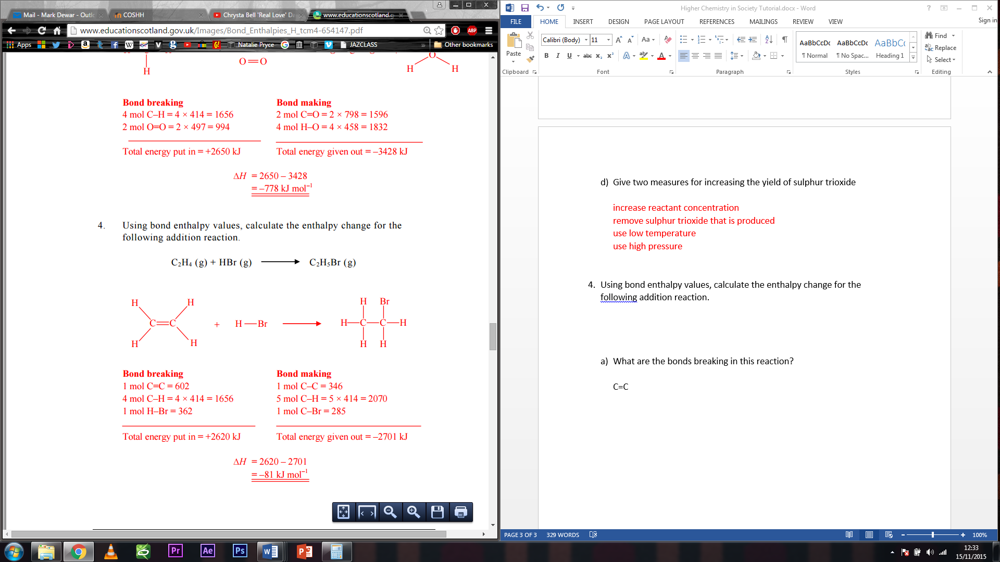 Mail - Mark Dewar - Outlo
COSHH
Chrysta Bell 'Real Love' Da
www.educationscotland.g
www.educationscotland.gov.uk/Images/Bond_Enthalpies_H_tcm4-654147.pdf
ABP
Apps
Natalie Pryce
JAZCLASS
»
Other bookmarks
H
O=O
O
H H
Bond breaking
4 mol C–H = 4 × 414 = 1656
2 mol O=O = 2 × 497 = 994
Total energy put in = +2650 kJ
Bond making
2 mol C=O = 2 × 798 = 1596
4 mol H–O = 4 × 458 = 1832
Total energy given out = –3428 kJ
ΔH = 2650 – 3428
= –778 kJ mol⁻¹
4. Using bond enthalpy values, calculate the enthalpy change for the
following addition reaction.
C₂H₄ (g) + HBr (g) → C₂H₅Br (g)
H H H Br
C=C + H—Br → H—C—C—H
H H H H
Bond breaking
1 mol C=C = 602
4 mol C–H = 4 × 414 = 1656
1 mol H–Br = 362
Total energy put in = +2620 kJ
Bond making
1 mol C–C = 346
5 mol C–H = 5 × 414 = 2070
1 mol C–Br = 285
Total energy given out = –2701 kJ
ΔH = 2620 – 2701
= –81 kJ mol⁻¹
Higher Chemistry in Society Tutorial.docx - Word
FILE HOME INSERT DESIGN PAGE LAYOUT REFERENCES MAILINGS REVIEW VIEW Sign in
Paste
Calibri (Body) 11
B I U abc x₂ x²
AaBbCcDc AaBbCcDc AaBbC
¶ Normal ¶ No Spac... Heading 1
Find
Replace
Select
Clipboard Font Paragraph Styles Editing
d) Give two measures for increasing the yield of sulphur trioxide
increase reactant concentration
remove sulphur trioxide that is produced
use low temperature
use high pressure
4. Using bond enthalpy values, calculate the enthalpy change for the
following addition reaction.
a) What are the bonds breaking in this reaction?
C=C
PAGE 3 OF 3 329 WORDS 100%
Pr Ae Ps
12:33
15/11/2015